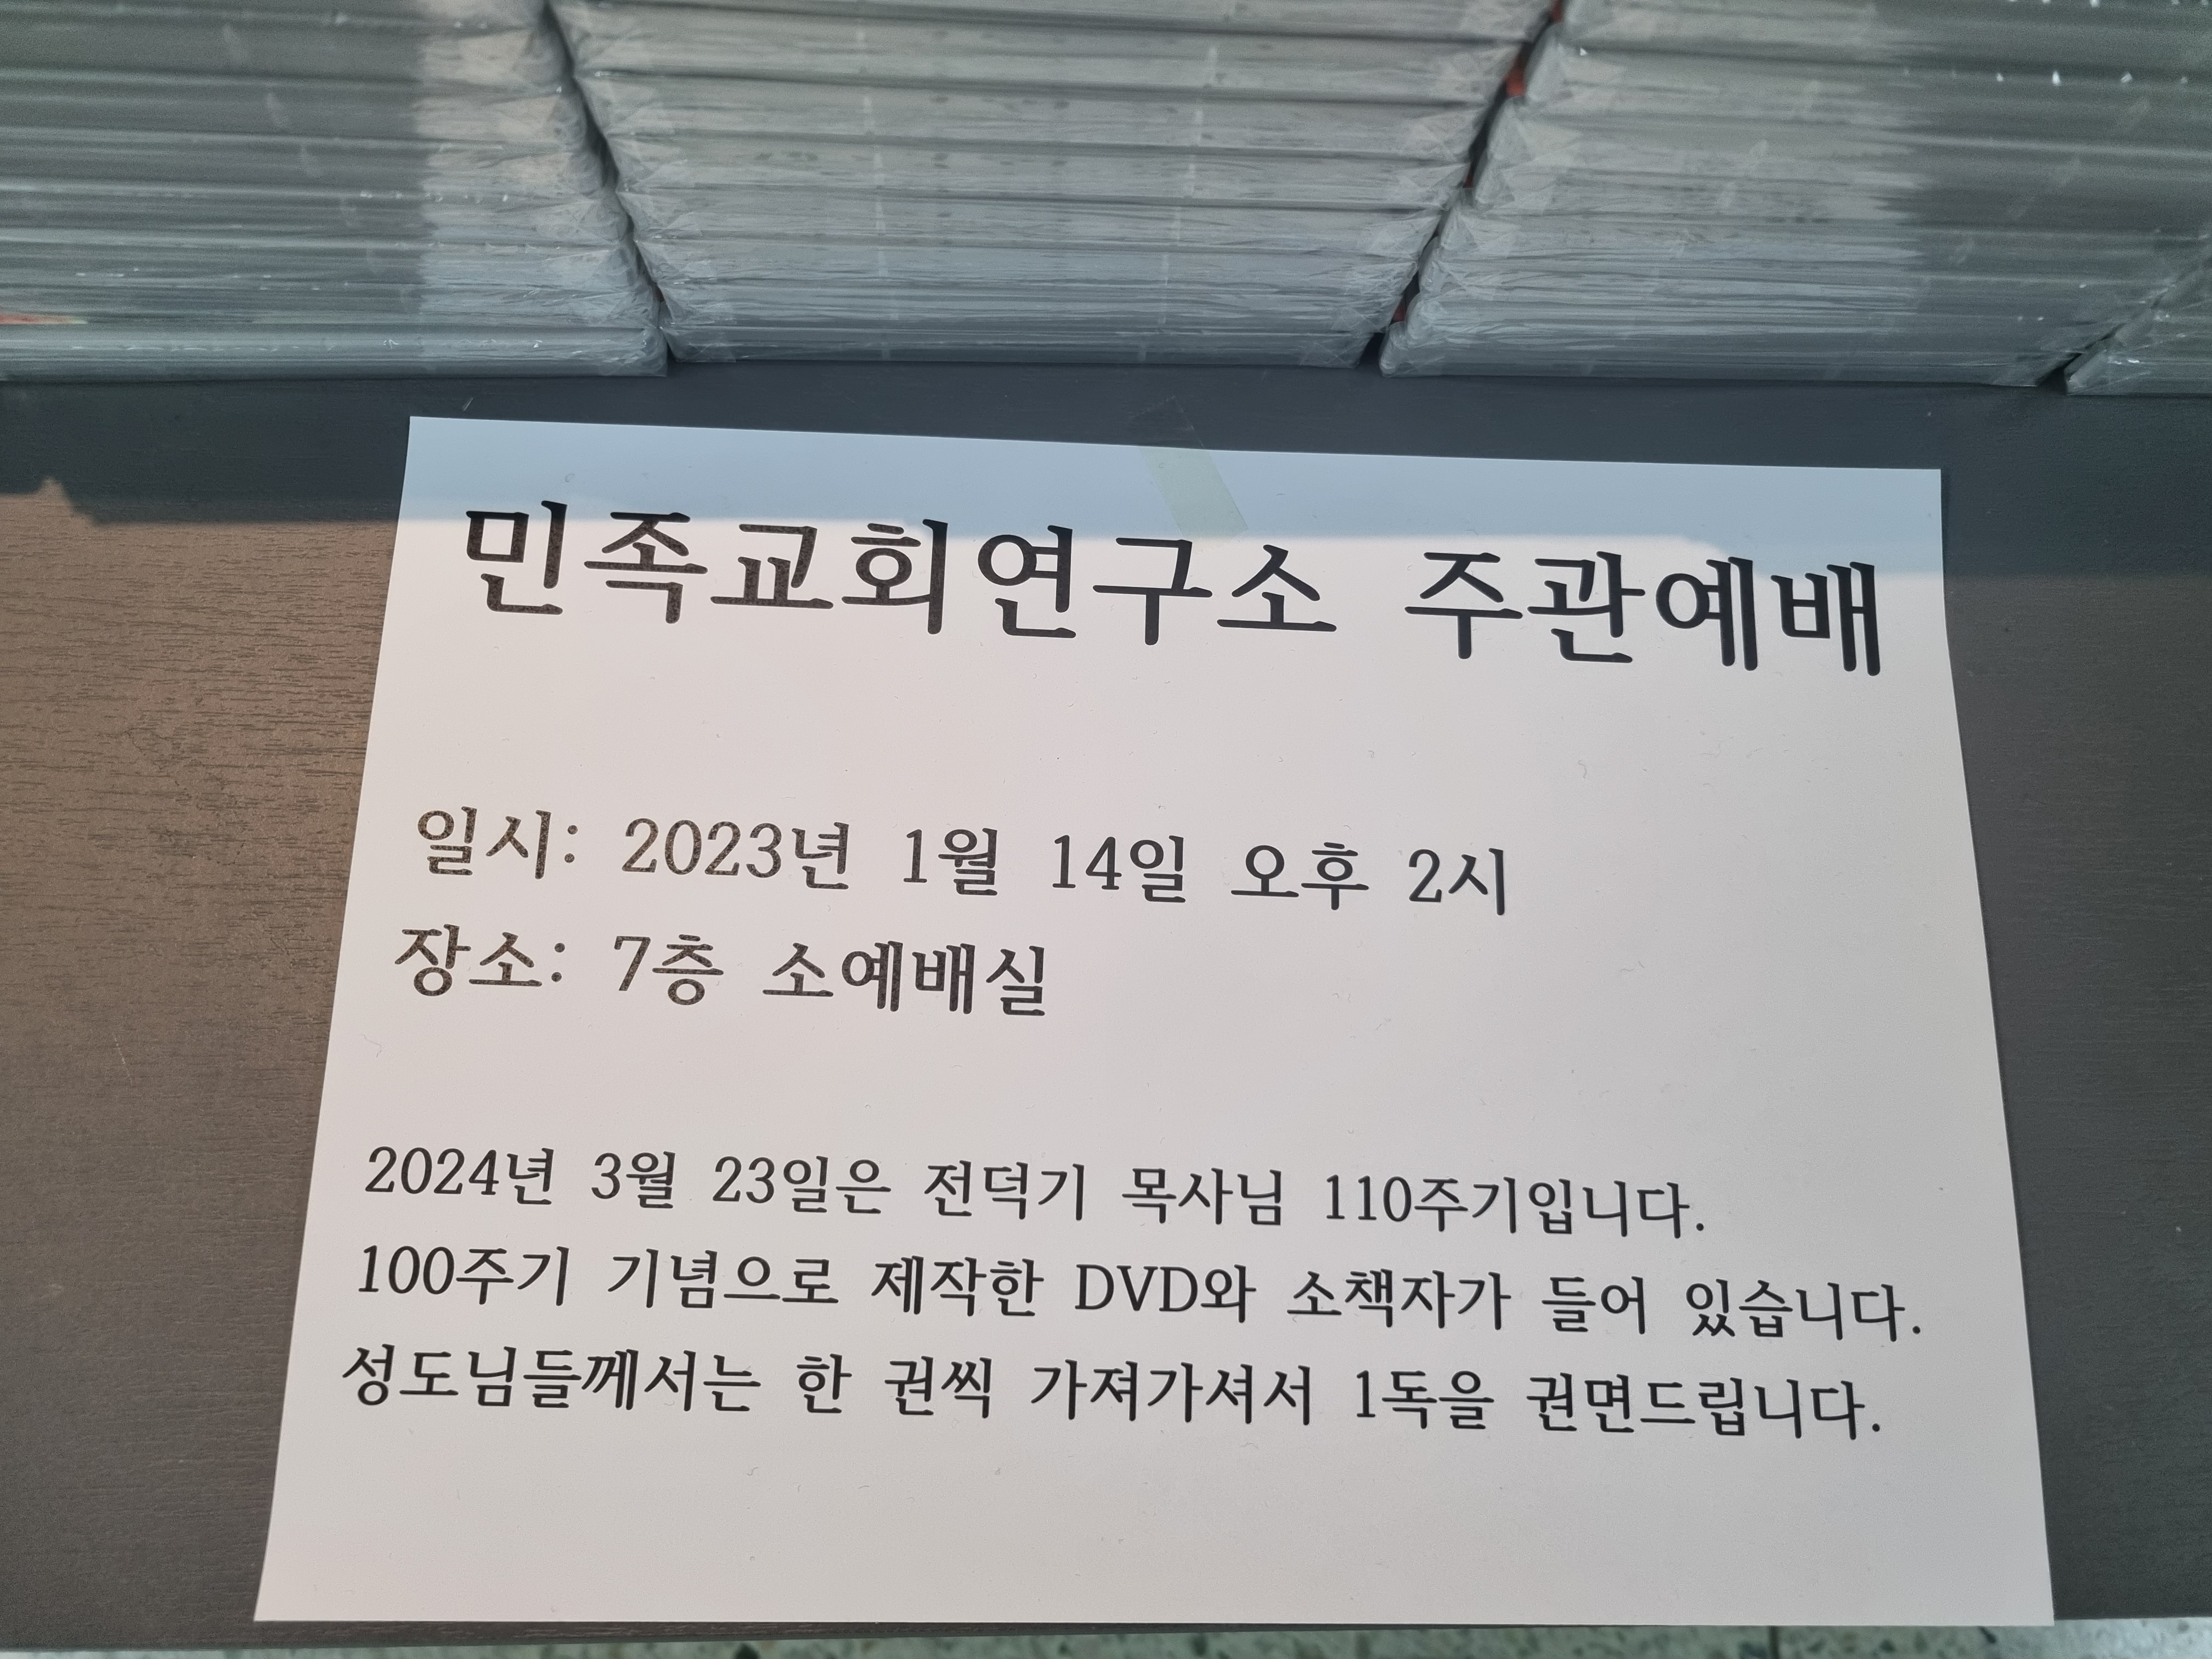 민족교회연구소 주관예배
일시: 2023년 1월 14일 오후 2시
장소: 7층 소예배실
2024년 3월 23일은 전덕기 목사님 110주기입니다.
100주기 기념으로 제작한 DVD와 소책자가 들어 있습니다.
성도님들께서는 한 권씩 가져가셔서 1독을 권면드립니다.